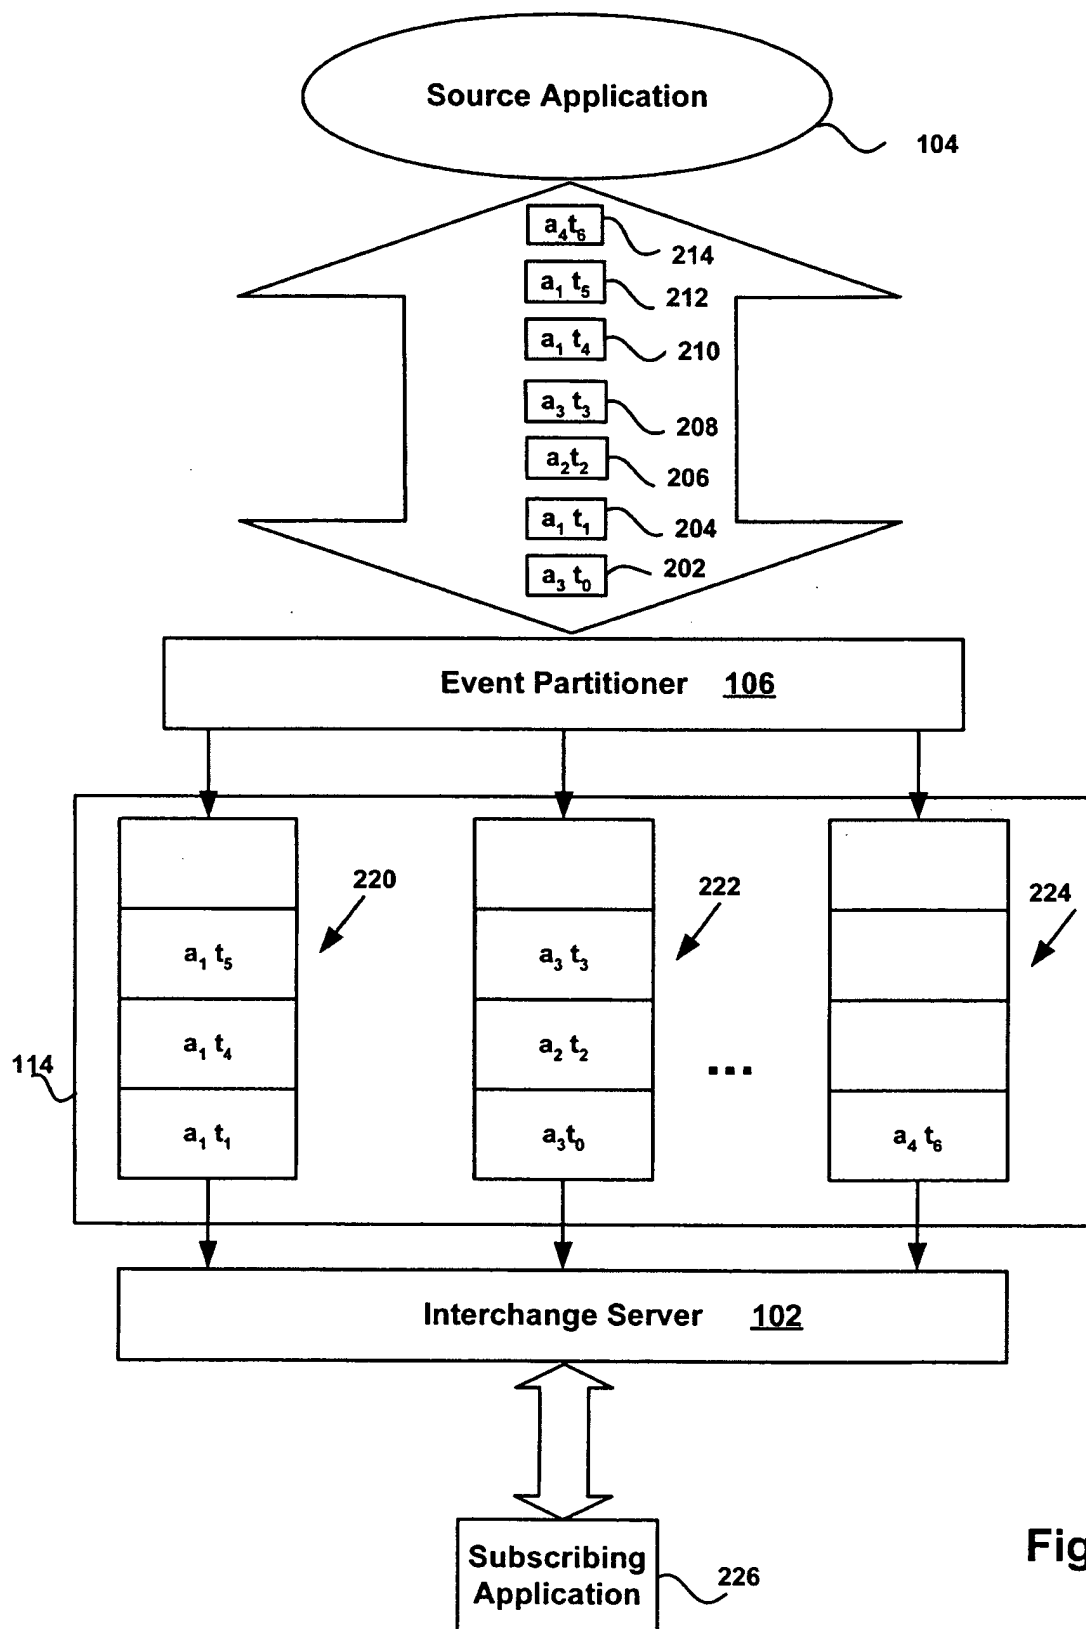 Source Application
104
a₄t₆
214
a₁ t₅
212
a₁ t₄
210
a₃ t₃
208
a₂t₂
206
a₁ t₁
204
a₃ t₀
202
Event Partitioner 106
220
222
224
a₁ t₅
a₃ t₃
a₁ t₄
a₂ t₂
...
114
a₁ t₁
a₃t₀
a₄ t₆
Interchange Server 102
Subscribing
Application
226
Fig